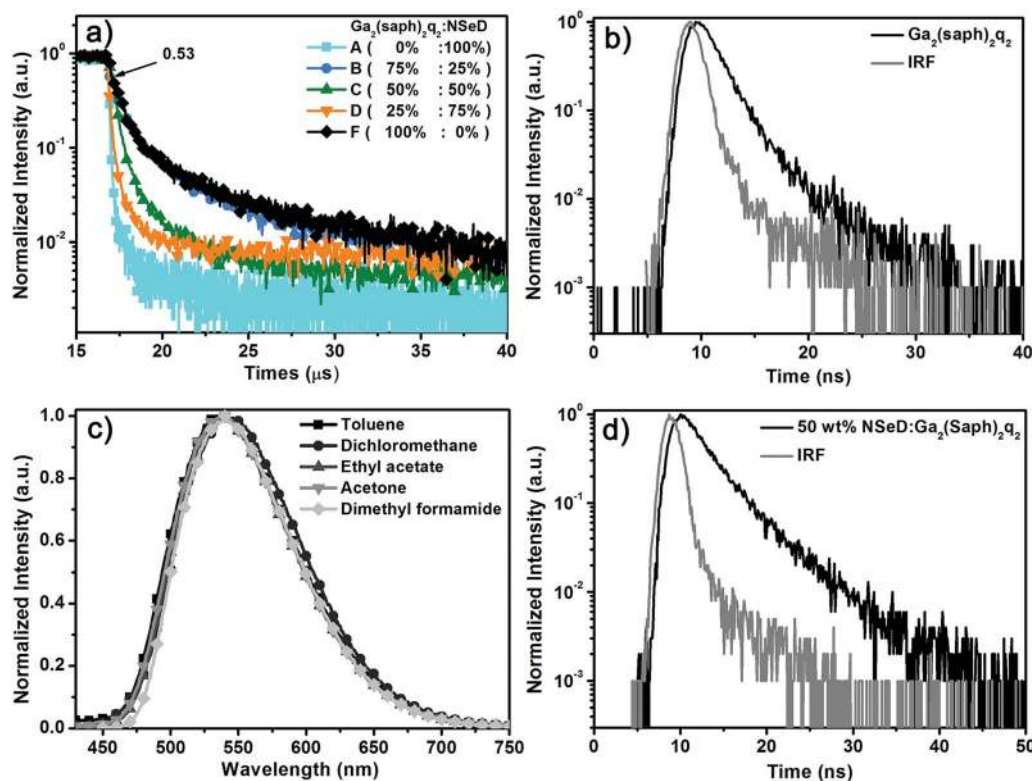 a)
Ga2(saph)2q2:NSeD
A ( 0% :100%)
B ( 75% : 25%)
C ( 50% : 50%)
D ( 25% : 75%)
F ( 100% : 0%)
0.53
10^0
10^-1
10^-2
Normalized Intensity (a.u.)
15 20 25 30 35 40
Times (μs)
b)
Ga2(saph)2q2
IRF
10^0
10^-1
10^-2
10^-3
Normalized Intensity (a.u.)
0 10 20 30 40
Time (ns)
c)
Toluene
Dichloromethane
Ethyl acetate
Acetone
Dimethyl formamide
1.0
0.8
0.6
0.4
0.2
0.0
Normalized Intensity (a.u.)
450 500 550 600 650 700 750
Wavelength (nm)
d)
50 wt% NSeD:Ga2(Saph)2q2
IRF
10^0
10^-1
10^-2
10^-3
Normalized Intensity (a.u.)
0 10 20 30 40 50
Time (ns)